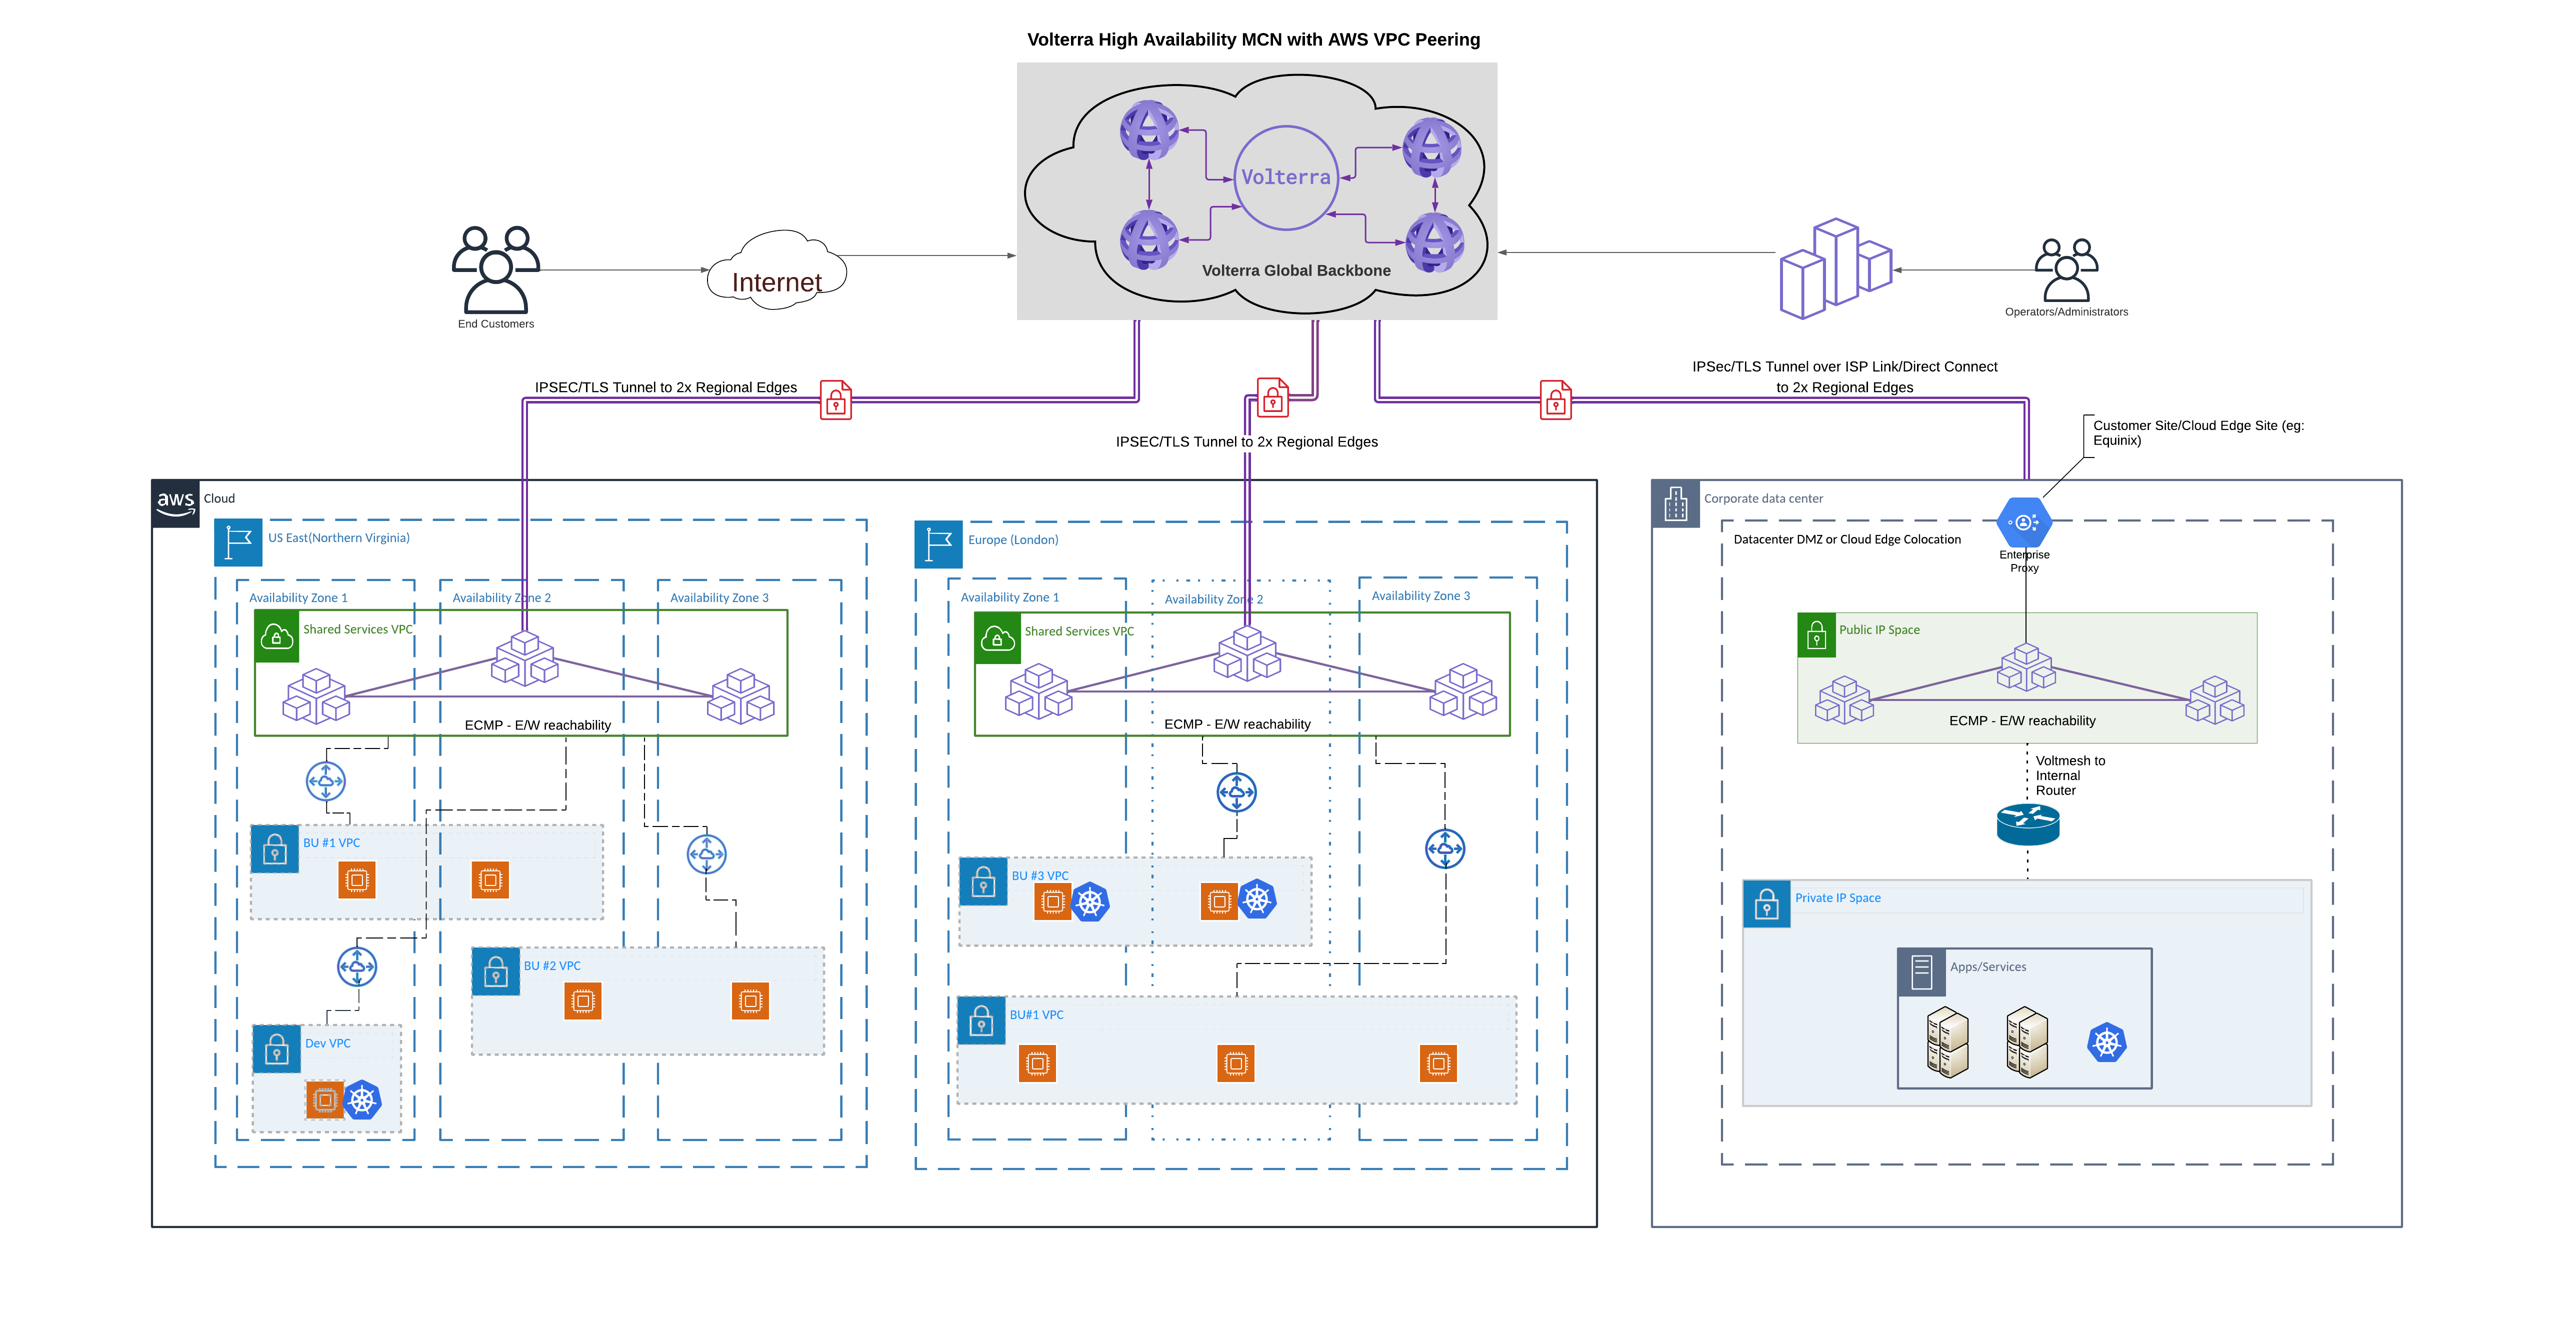 Volterra High Availability MCN with AWS VPC Peering
Volterra
Volterra Global Backbone
Internet
End Customers
Operators/Administrators
IPSEC/TLS Tunnel to 2x Regional Edges
IPSEC/TLS Tunnel to 2x Regional Edges
IPSec/TLS Tunnel over ISP Link/Direct Connect
to 2x Regional Edges
Customer Site/Cloud Edge Site (eg:
Equinix)
aws
Cloud
US East(Northern Virginia)
Availability Zone 1
Availability Zone 2
Availability Zone 3
Shared Services VPC
ECMP - E/W reachability
BU #1 VPC
BU #2 VPC
Dev VPC
Europe (London)
Availability Zone 1
Availability Zone 2
Availability Zone 3
Shared Services VPC
ECMP - E/W reachability
BU #3 VPC
BU#1 VPC
Corporate data center
Datacenter DMZ or Cloud Edge Colocation
Enterprise
Proxy
Public IP Space
ECMP - E/W reachability
Voltmesh to
Internal
Router
Private IP Space
Apps/Services